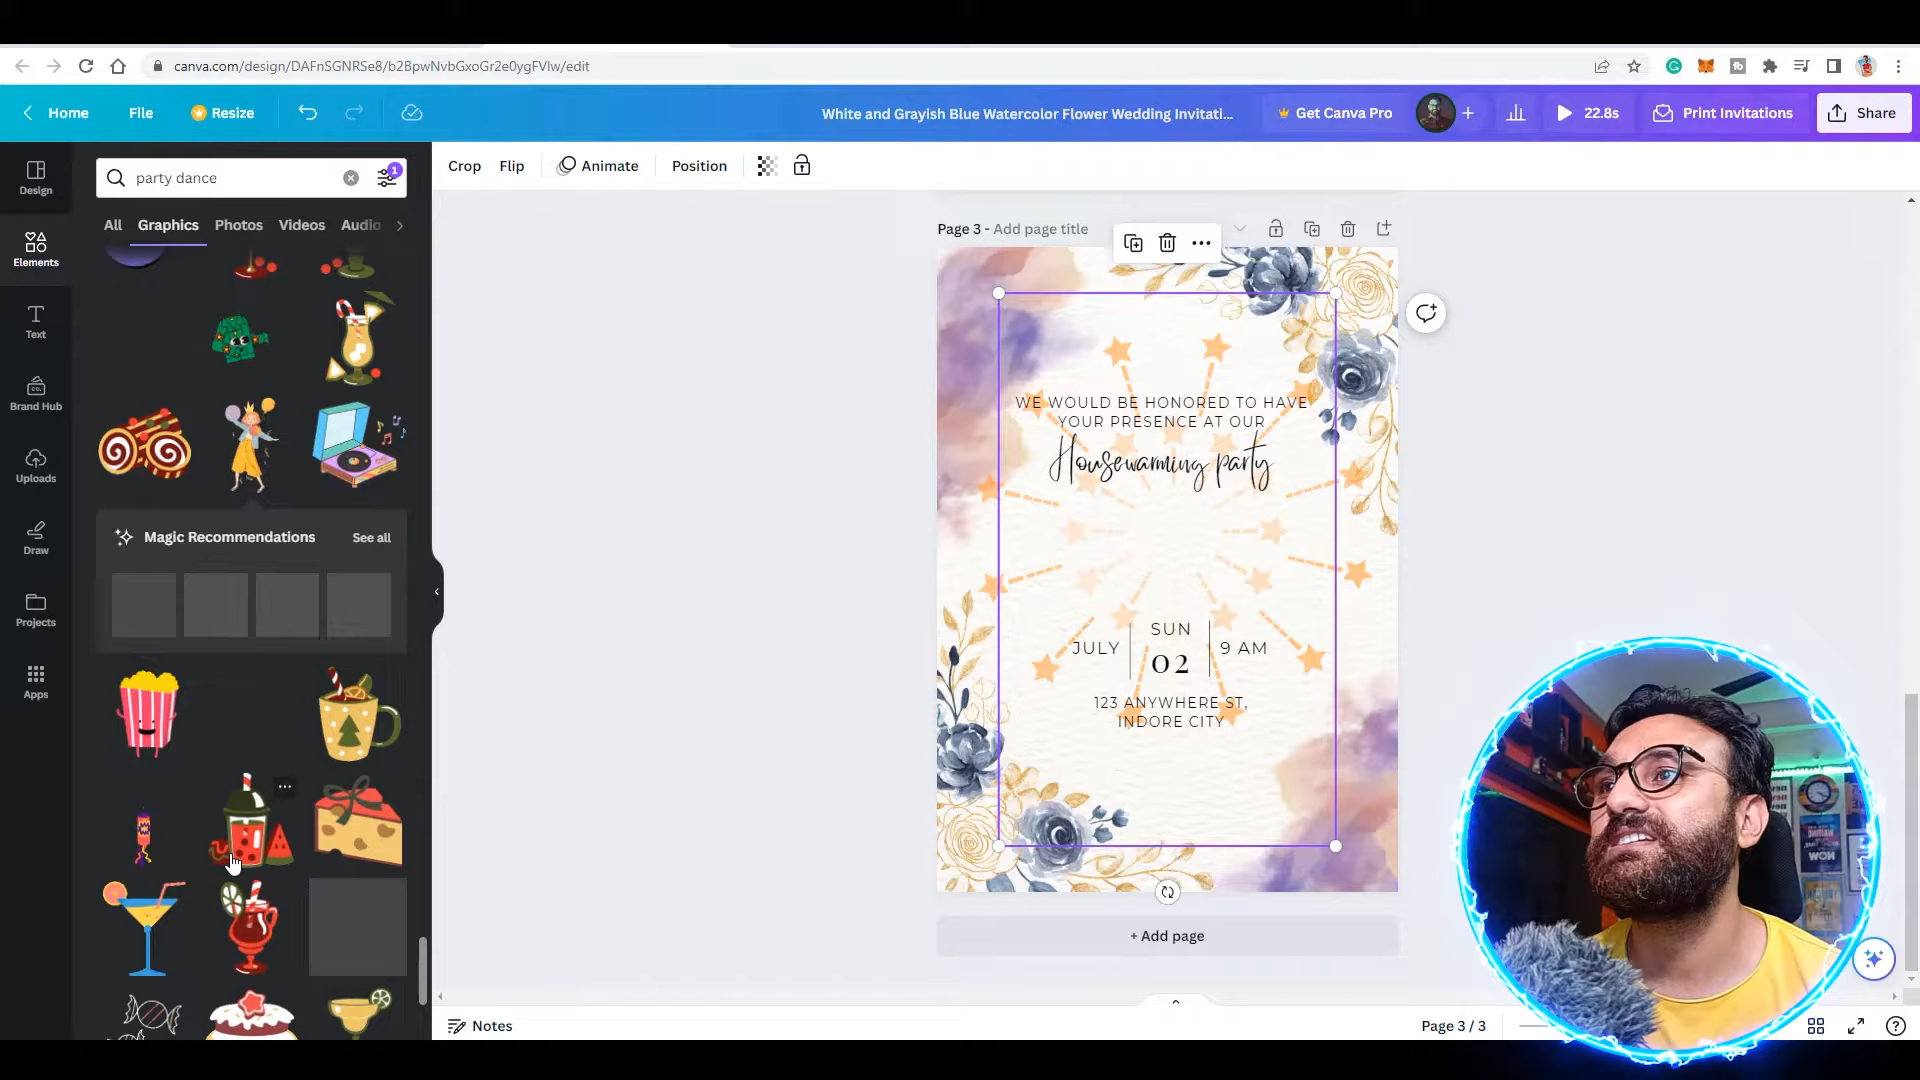 canva.com/design/DAFnSGNRSe8/b2BpwNvbGxoGr2e0ygFVlw/edit
Home
File
Resize
White and Grayish Blue Watercolor Flower Wedding Invitati...
Get Canva Pro
22.8s
Print Invitations
Share
Design
Elements
Text
Brand Hub
Uploads
Draw
Projects
Apps
party dance
1
All
Graphics
Photos
Videos
Audio
Magic Recommendations
See all
Crop
Flip
Animate
Position
Page 3 - Add page title
WE WOULD BE HONORED TO HAVE
YOUR PRESENCE AT OUR
Housewarming party
JULY
SUN
02
9 AM
123 ANYWHERE ST,
INDORE CITY
+ Add page
Notes
Page 3 / 3